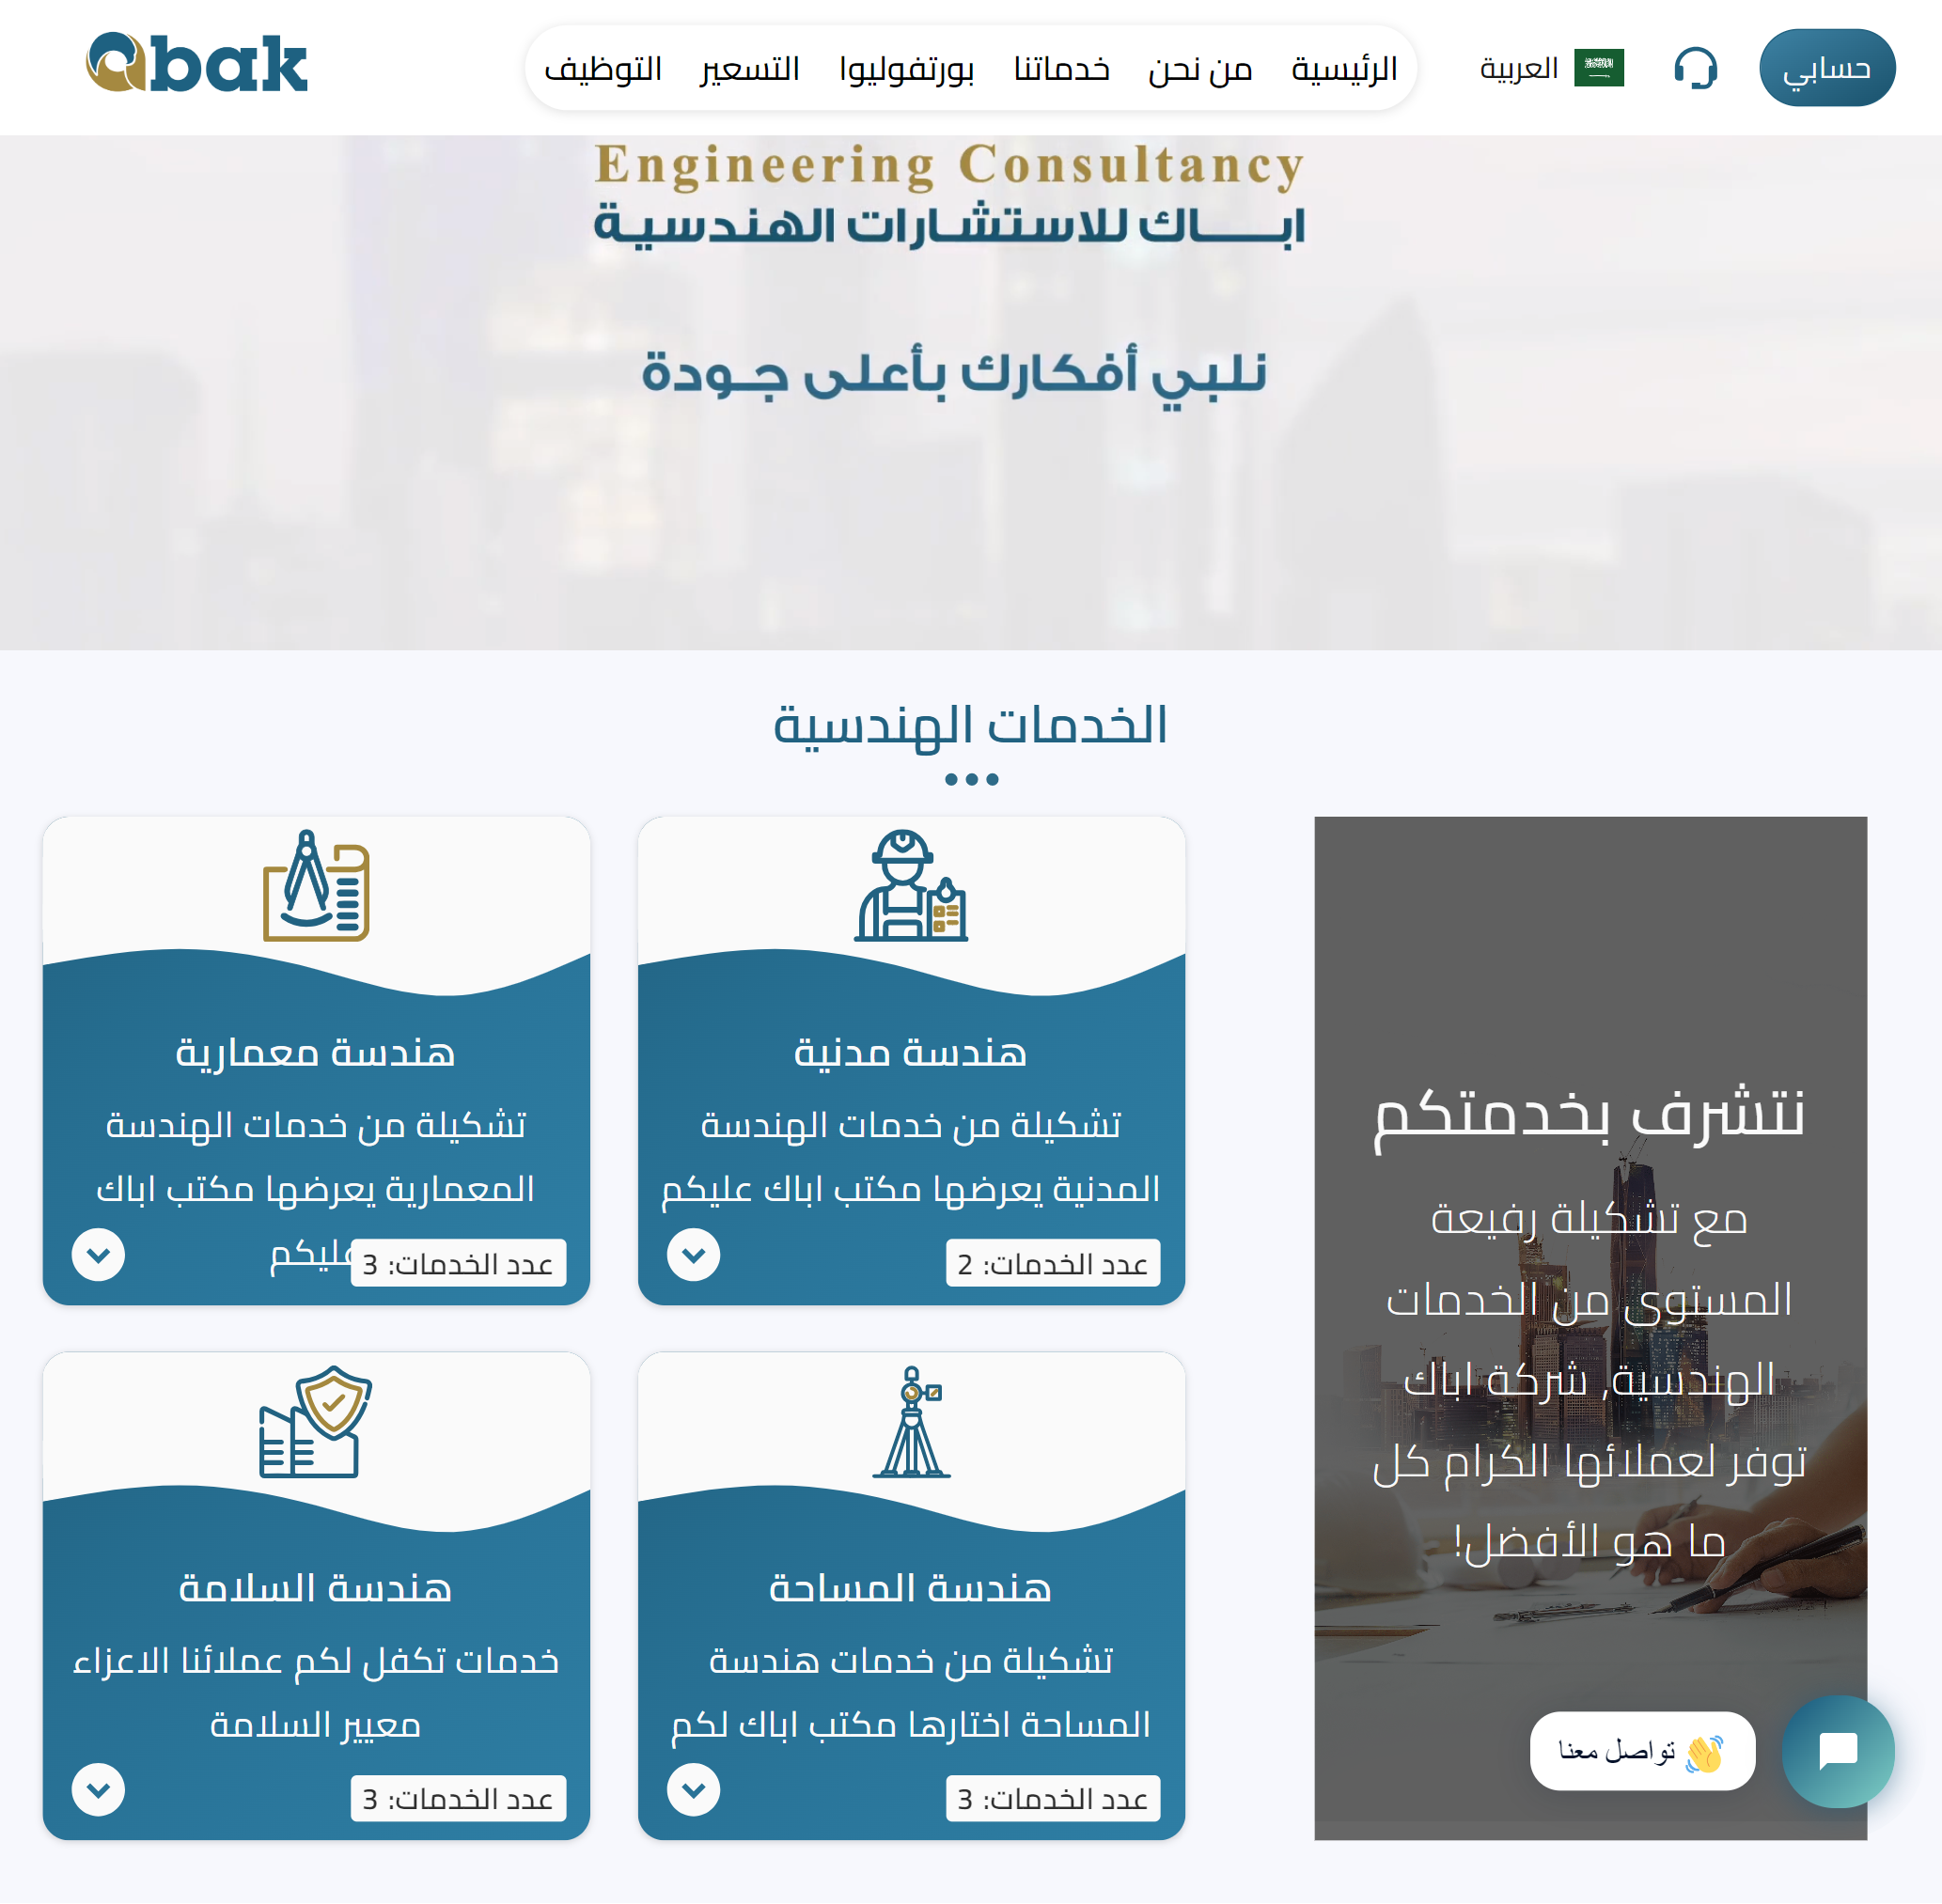 حسابي
العربية
الرئيسية
من نحن
خدماتنا
بورتفوليوا
التسعير
التوظيف
abak
Engineering Consultancy
ابـــاك للاستشـارات الهندسيـة
نلبي أفكارك بأعلى جـودة
الخدمات الهندسية
نتشرف بخدمتكم
مع تشكيلة رفيعة
المستوى من الخدمات
الهندسية, شركة اباك
توفر لعملائها الكرام كل
ما هو الأفضل!
هندسة مدنية
تشكيلة من خدمات الهندسة
المدنية يعرضها مكتب اباك عليكم
عدد الخدمات: 2
هندسة معمارية
تشكيلة من خدمات الهندسة
المعمارية يعرضها مكتب اباك
عليكم
عدد الخدمات: 3
هندسة المساحة
تشكيلة من خدمات هندسة
المساحة اختارها مكتب اباك لكم
عدد الخدمات: 3
هندسة السلامة
خدمات تكفل لكم عملائنا الاعزاء
معيير السلامة
عدد الخدمات: 3
👋 تواصل معنا